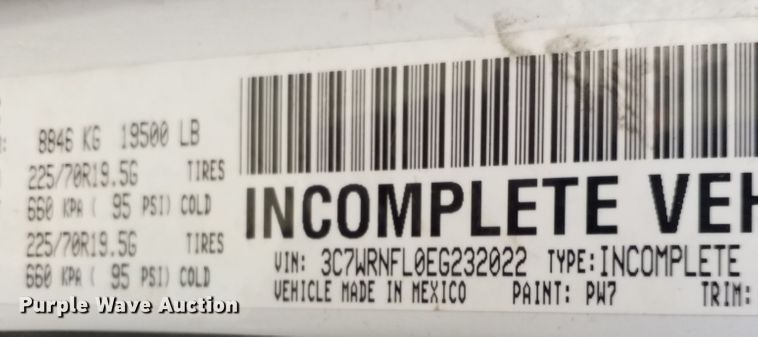 8846 KG 19500 LB
225/70R19.5G TIRES
660 KPA ( 95 PSI) COLD
225/70R19.5G TIRES
660 KPA ( 95 PSI) COLD
INCOMPLETE VEH
VIN: 3C7WRNFL0EG232022 TYPE: INCOMPLETE
VEHICLE MADE IN MEXICO PAINT: PW7 TRIM:
Purple Wave Auction